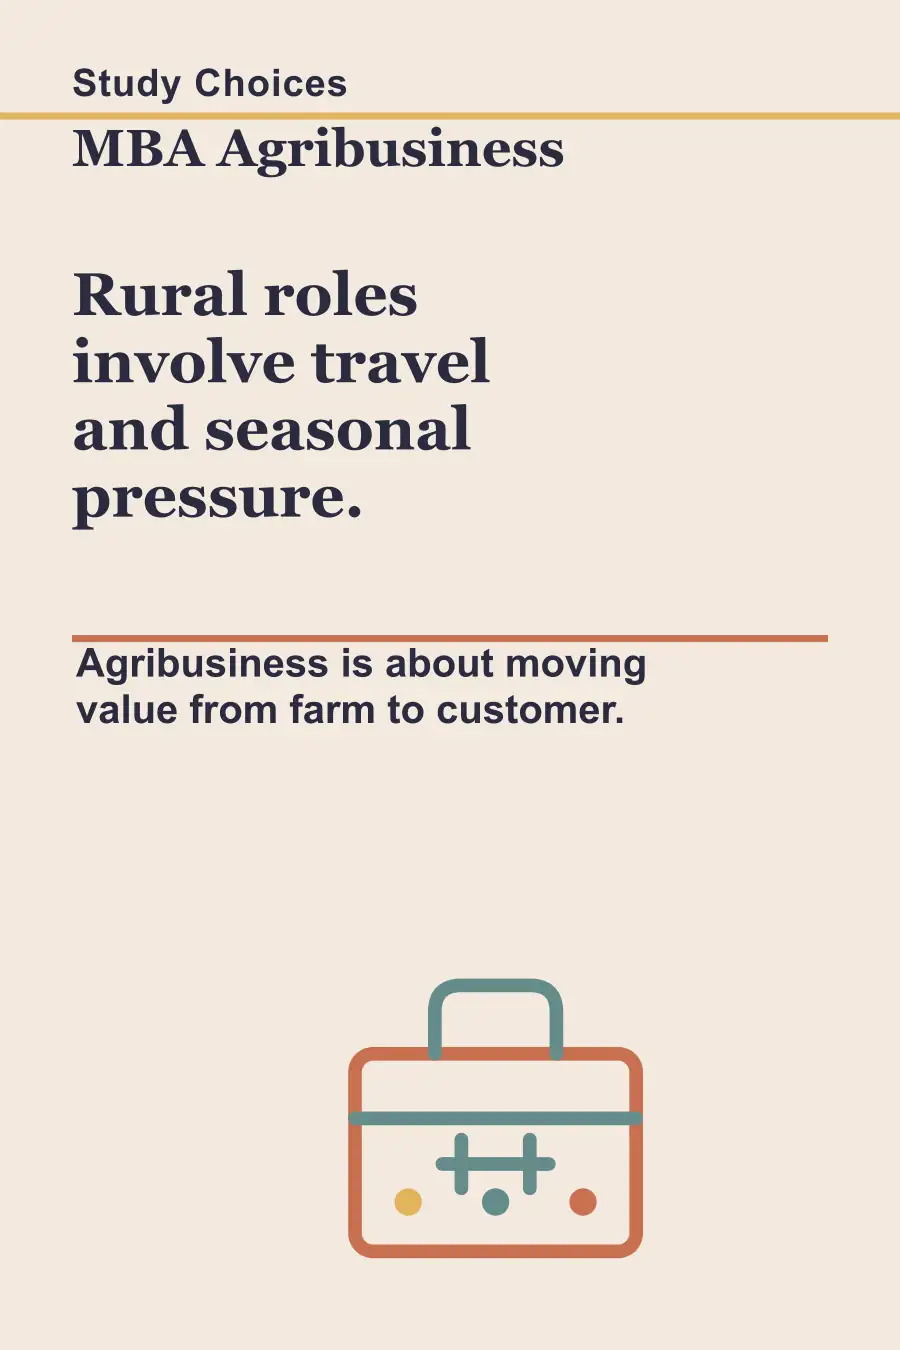 Study Choices
MBA Agribusiness
Rural roles
involve travel
and seasonal
pressure.
Agribusiness is about moving
value from farm to customer.